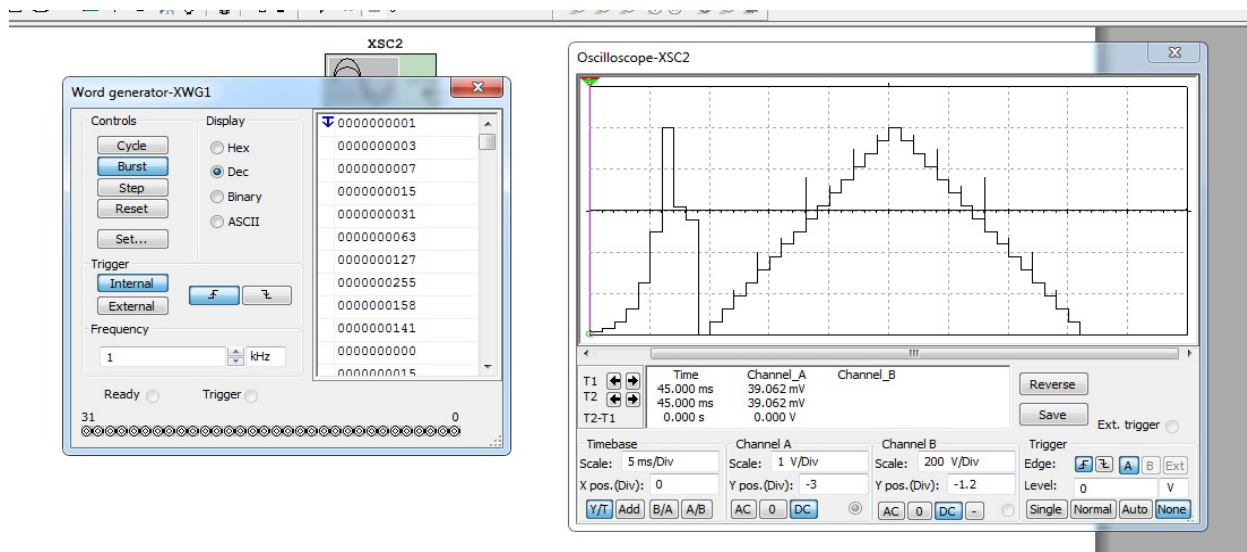 XSC2
Word generator-XWG1
Controls
Cycle
Burst
Step
Reset
Set...
Display
Hex
Dec
Binary
ASCII
Trigger
Internal
External
Frequency
1
kHz
Ready
Trigger
31
0
0000000001
0000000003
0000000007
0000000015
0000000031
0000000063
0000000127
0000000255
0000000158
0000000141
0000000000
0000000015
Oscilloscope-XSC2
Time Channel_A Channel_B
T1 45.000 ms 39.062 mV
T2 45.000 ms 39.062 mV
T2-T1 0.000 s 0.000 V
Reverse
Save
Ext. trigger
Timebase
Scale: 5 ms/Div
X pos.(Div): 0
Y/T Add B/A A/B
Channel A
Scale: 1 V/Div
Y pos.(Div): -3
AC 0 DC
Channel B
Scale: 200 V/Div
Y pos.(Div): -1.2
AC 0 DC -
Trigger
Edge: A B Ext
Level: 0 V
Single Normal Auto None